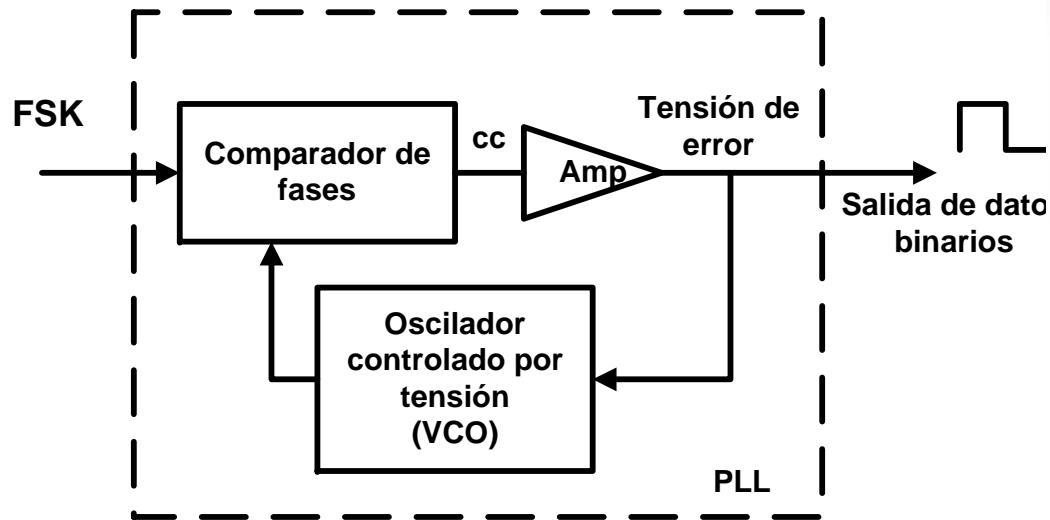 FSK
Comparador de
fases
cc
Amp
Tensión de
error
Salida de dato
binarios
Oscilador
controlado por
tensión
(VCO)
PLL